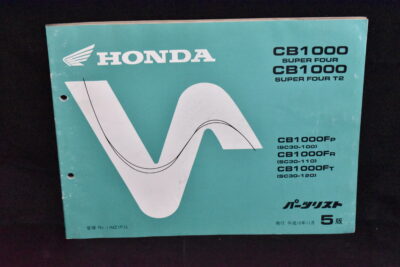 HONDA
CB1000
SUPER FOUR
CB1000
SUPER FOUR T2
CB1000FP
(SC30-100)
CB1000FR
(SC30-110)
CB1000FT
(SC30-120)
パーツリスト
5版